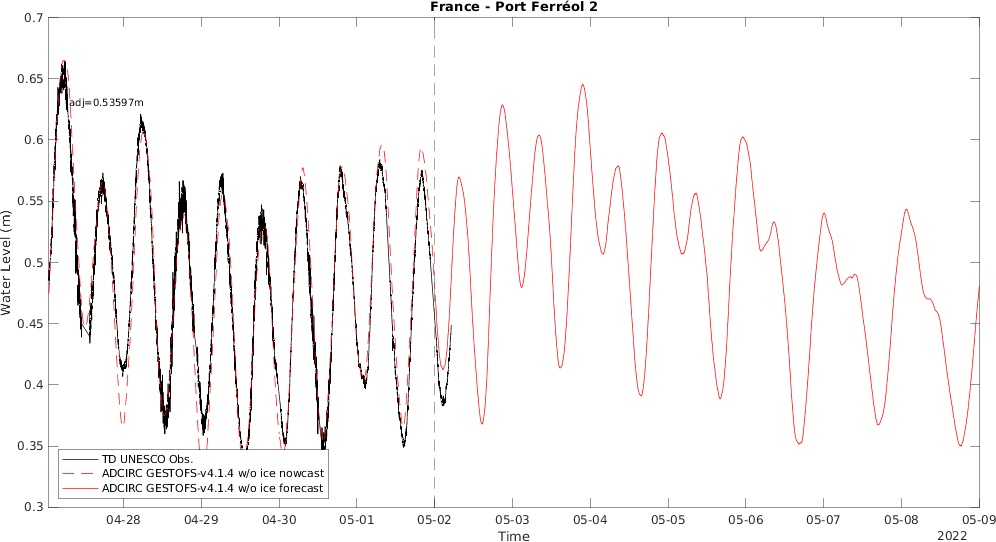 France - Port Ferréol 2
0.7
0.65
0.6
0.55
0.5
0.45
0.4
0.35
0.3
Water Level (m)
adj=0.53597m
TD UNESCO Obs.
ADCIRC GESTOFS-v4.1.4 w/o ice nowcast
ADCIRC GESTOFS-v4.1.4 w/o ice forecast
04-28 04-29 04-30 05-01 05-02 05-03 05-04 05-05 05-06 05-07 05-08 05-09
Time
2022